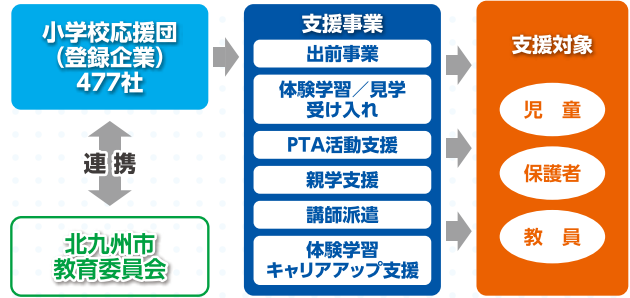 小学校応援団
(登録企業)
477社
連携
北九州市
教育委員会
支援事業
出前事業
体験学習／見学
受け入れ
PTA活動支援
親学支援
講師派遣
体験学習
キャリアアップ支援
支援対象
児　童
保護者
教　員